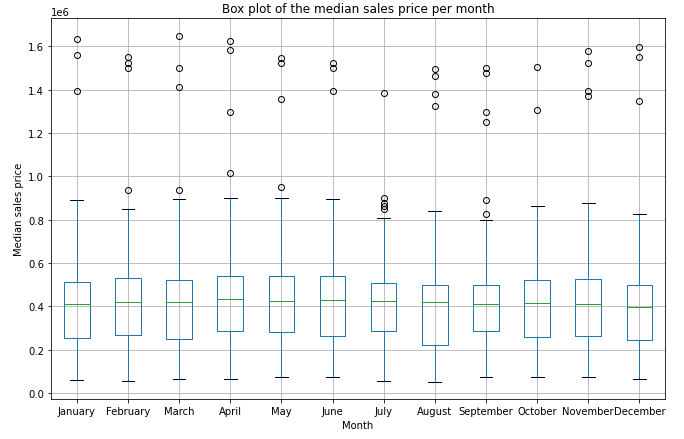 Box plot of the median sales price per month
1e6
1.6
1.4
1.2
1.0
0.8
0.6
0.4
0.2
0.0
Median sales price
January February March April May June July August September October November December
Month